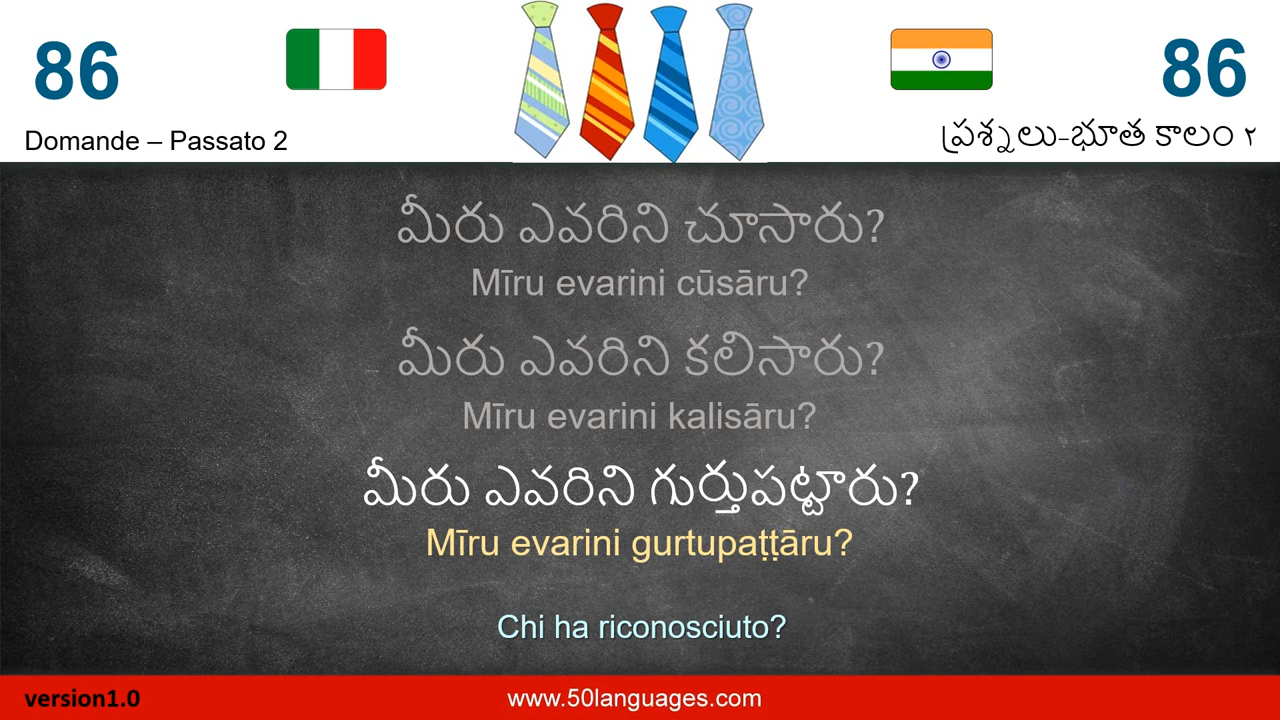 86
86
Domande – Passato 2
ప్రశ్నలు-భూత కాలం ౨
మీరు ఎవరిని చూసారు?
Mīru evarini cūsāru?
మీరు ఎవరిని కలిసారు?
Mīru evarini kalisāru?
మీరు ఎవరిని గుర్తుపట్టారు?
Mīru evarini gurtupaṭṭāru?
Chi ha riconosciuto?
version1.0
www.50languages.com